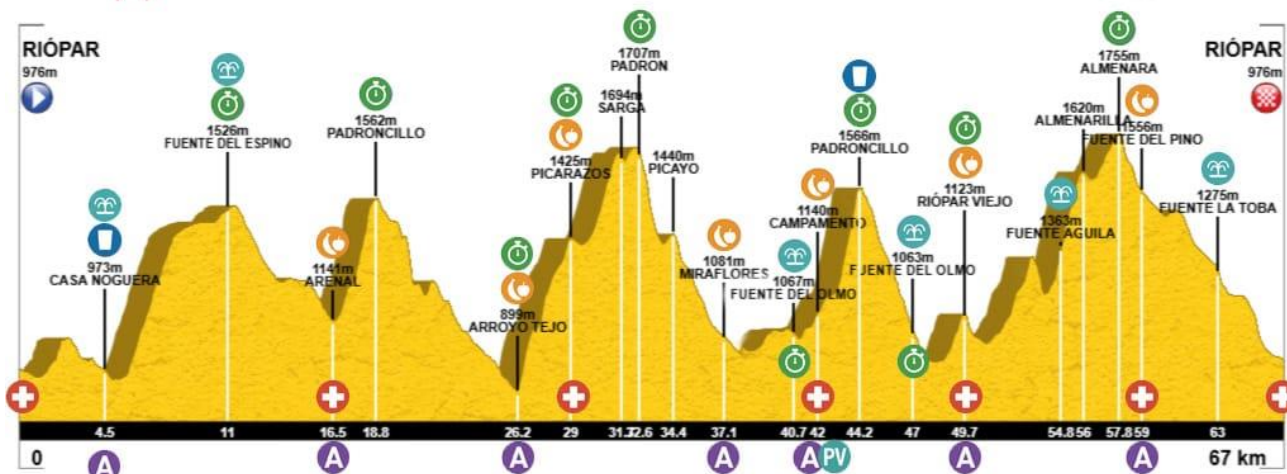 RIÓPAR
976m
973m
CASA NOGUERA
1526m
FUENTE DEL ESPINO
1141m
ARENAL
1562m
PADRONCILLO
899m
ARROYO TEJO
1425m
PICARAZOS
1694m
SARGA
1707m
PADRON
1440m
PICAYO
1081m
MIRAFLORES
1067m
FUENTE DEL OLMO
1140m
CAMPAMENTO
1566m
PADRONCILLO
1063m
FUENTE DEL OLMO
1123m
RIÓPAR VIEJO
1363m
FUENTE AGUILA
1620m
ALMENARILLA
1755m
ALMENARA
1556m
FUENTE DEL PINO
1275m
FUENTE LA TOBA
RIÓPAR
976m
4.5 11 16.5 18.8 26.2 29 32.6 34.4 37.1 40.7 42 44.2 47 49.7 54.8 56 57.8 59 63
0 A A A A A PV A A 67 km